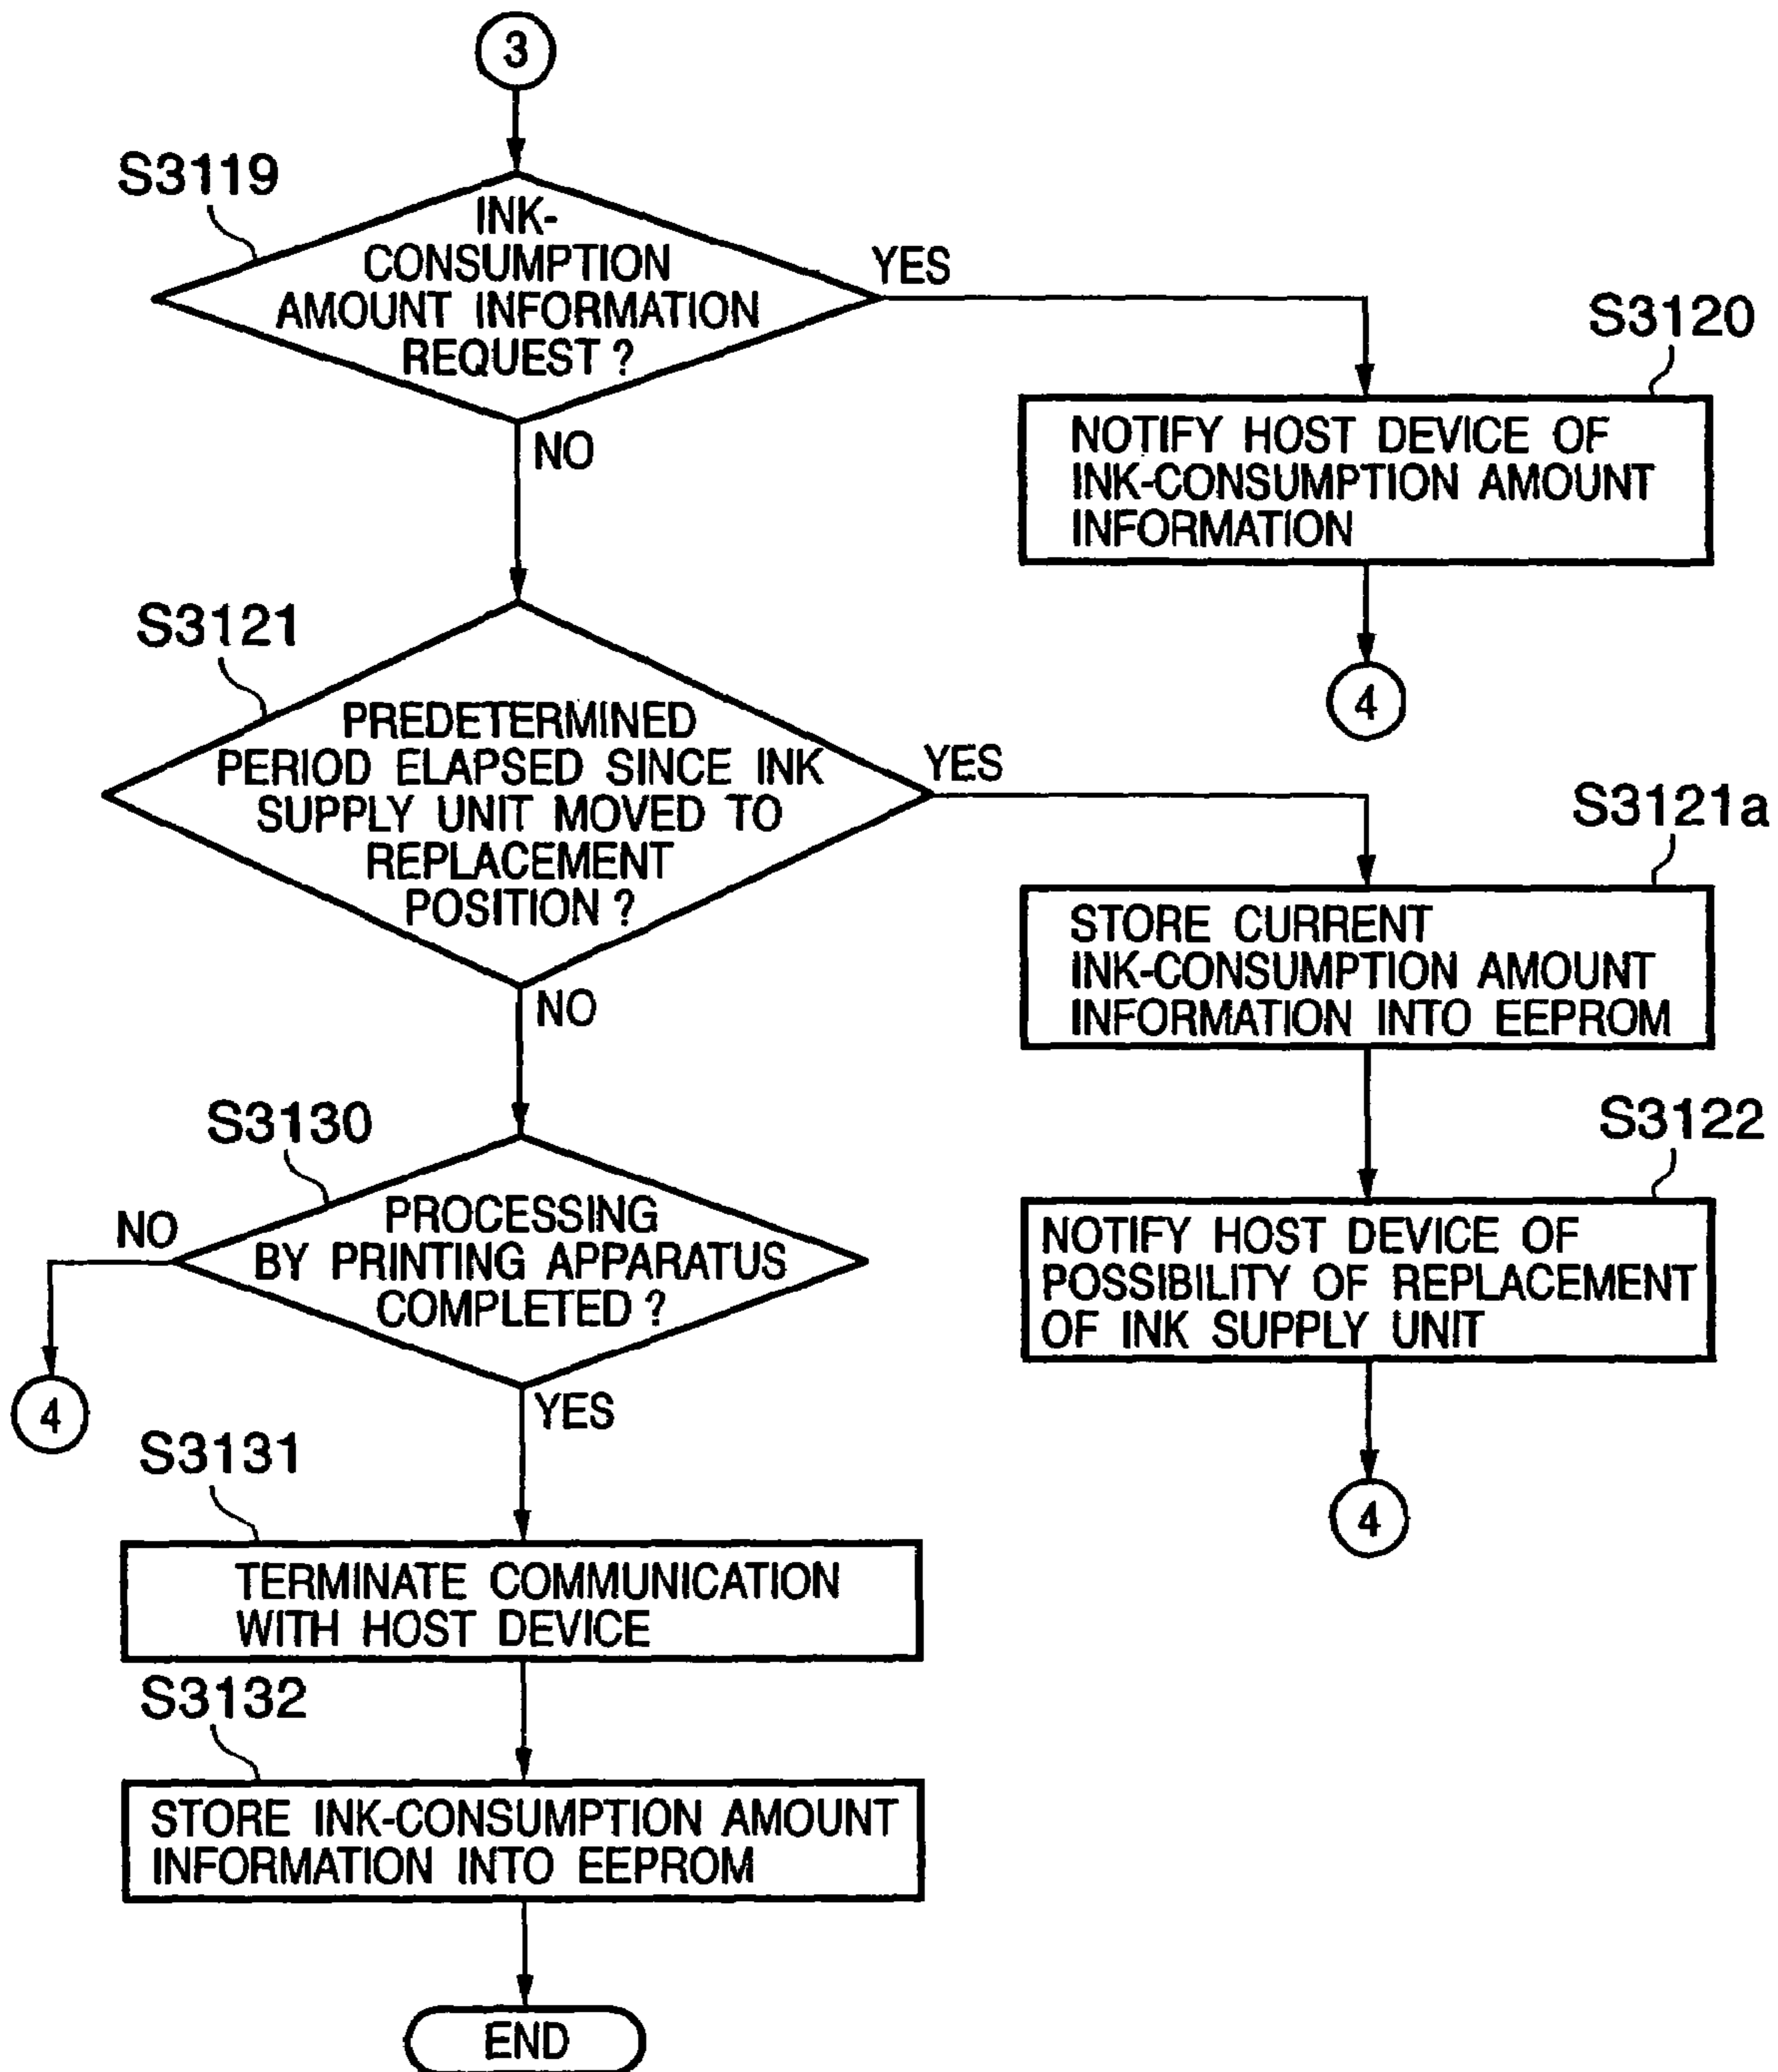 3
S3119
INK-
CONSUMPTION
AMOUNT INFORMATION
REQUEST ?
YES
NO
S3120
NOTIFY HOST DEVICE OF
INK-CONSUMPTION AMOUNT
INFORMATION
4
S3121
PREDETERMINED
PERIOD ELAPSED SINCE INK
SUPPLY UNIT MOVED TO
REPLACEMENT
POSITION ?
YES
NO
S3121a
STORE CURRENT
INK-CONSUMPTION AMOUNT
INFORMATION INTO EEPROM
S3122
NOTIFY HOST DEVICE OF
POSSIBILITY OF REPLACEMENT
OF INK SUPPLY UNIT
4
S3130
PROCESSING
BY PRINTING APPARATUS
COMPLETED ?
NO
4
YES
S3131
TERMINATE COMMUNICATION
WITH HOST DEVICE
S3132
STORE INK-CONSUMPTION AMOUNT
INFORMATION INTO EEPROM
END